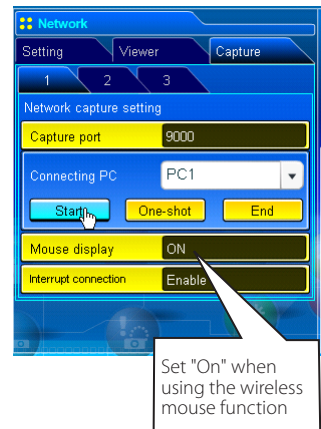 Network
Setting Viewer Capture
1 2 3
Network capture setting
Capture port 9000
Connecting PC PC1
Start One-shot End
Mouse display ON
Interrupt connection Enable
Set "On" when
using the wireless
mouse function